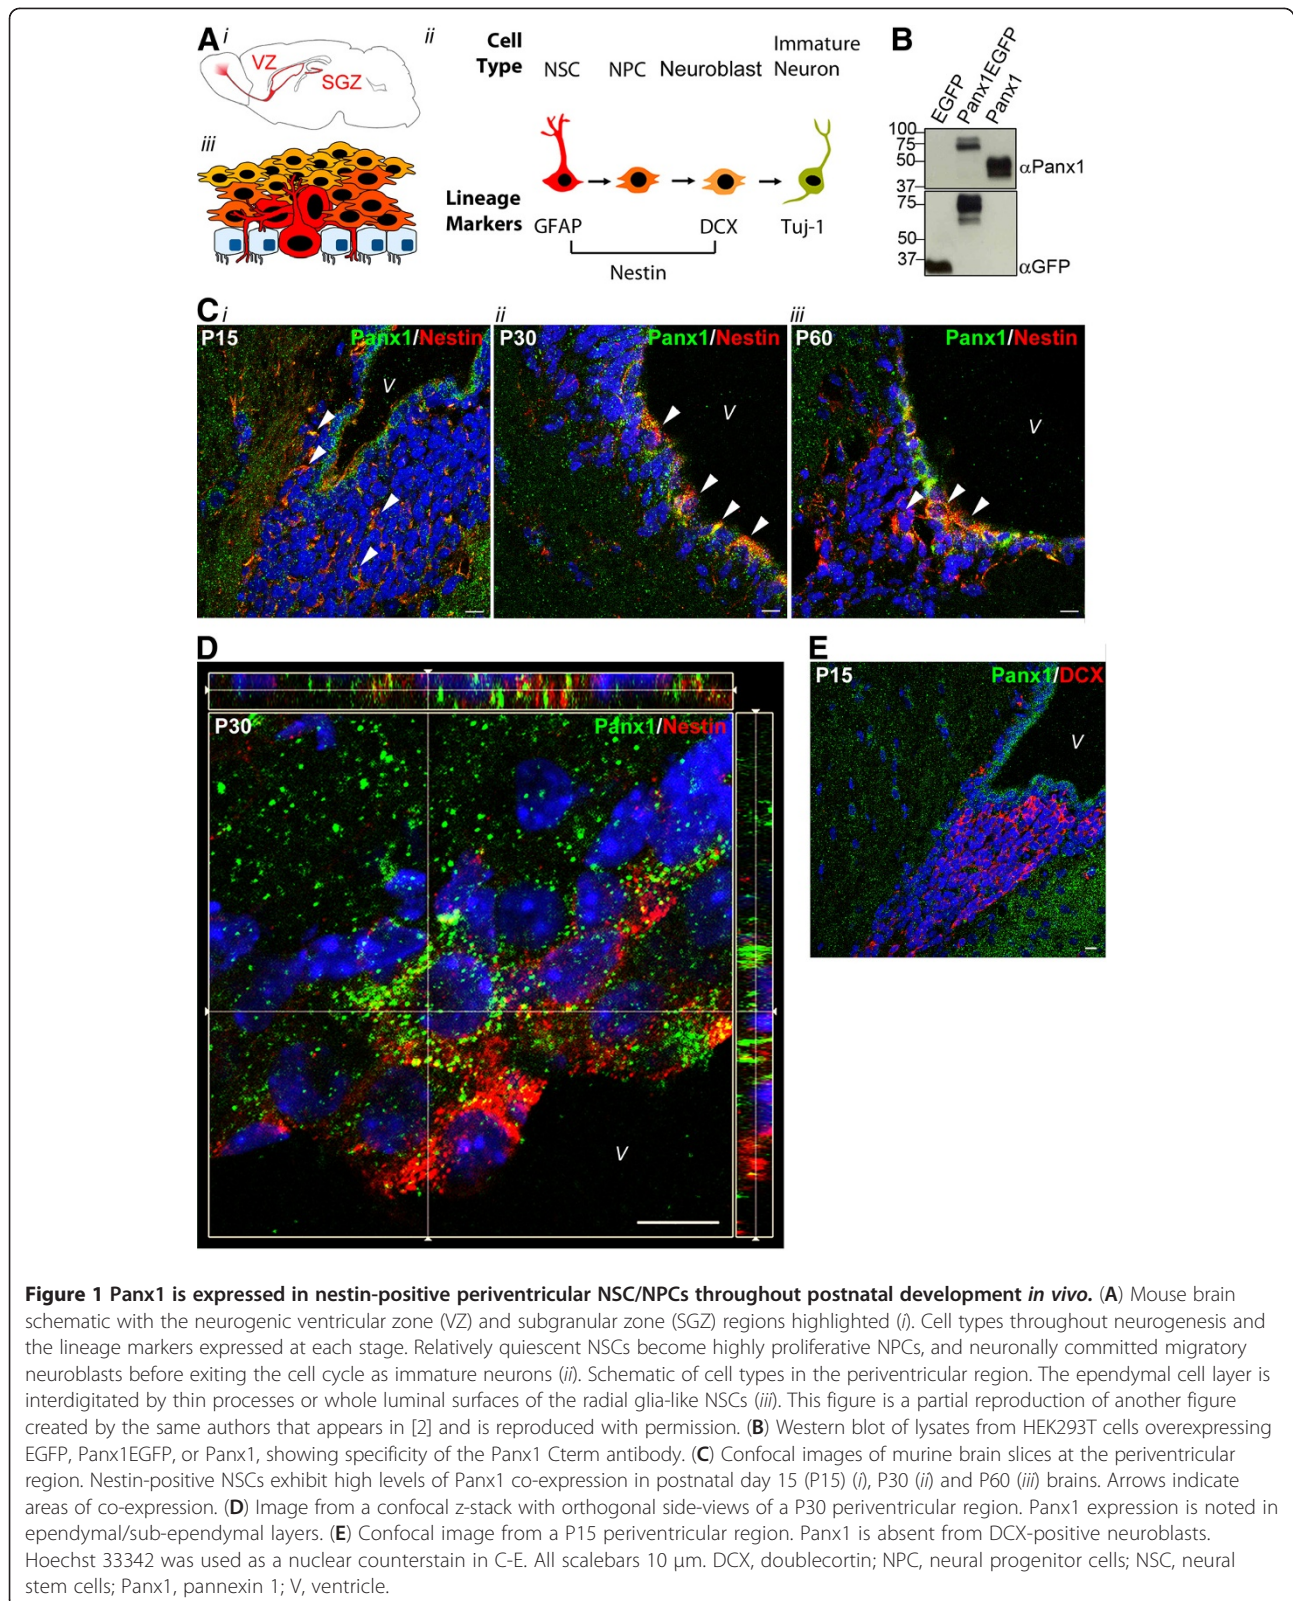 A i
VZ
SGZ
ii
Cell
Type
NSC
NPC
Neuroblast
Immature
Neuron
iii
Lineage
Markers
GFAP
DCX
Tuj-1
Nestin
B
EGFP
Panx1EGFP
Panx1
100
75
50
37
αPanx1
75
50
37
αGFP
C i
P15
Panx1/Nestin
V
ii
P30
Panx1/Nestin
V
iii
P60
Panx1/Nestin
V
D
P30
Panx1/Nestin
V
E
P15
Panx1/DCX
V
Figure 1 Panx1 is expressed in nestin-positive periventricular NSC/NPCs throughout postnatal development in vivo. (A) Mouse brain
schematic with the neurogenic ventricular zone (VZ) and subgranular zone (SGZ) regions highlighted (i). Cell types throughout neurogenesis and
the lineage markers expressed at each stage. Relatively quiescent NSCs become highly proliferative NPCs, and neuronally committed migratory
neuroblasts before exiting the cell cycle as immature neurons (ii). Schematic of cell types in the periventricular region. The ependymal cell layer is
interdigitated by thin processes or whole luminal surfaces of the radial glia-like NSCs (iii). This figure is a partial reproduction of another figure
created by the same authors that appears in [2] and is reproduced with permission. (B) Western blot of lysates from HEK293T cells overexpressing
EGFP, Panx1EGFP, or Panx1, showing specificity of the Panx1 Cterm antibody. (C) Confocal images of murine brain slices at the periventricular
region. Nestin-positive NSCs exhibit high levels of Panx1 co-expression in postnatal day 15 (P15) (i), P30 (ii) and P60 (iii) brains. Arrows indicate
areas of co-expression. (D) Image from a confocal z-stack with orthogonal side-views of a P30 periventricular region. Panx1 expression is noted in
ependymal/sub-ependymal layers. (E) Confocal image from a P15 periventricular region. Panx1 is absent from DCX-positive neuroblasts.
Hoechst 33342 was used as a nuclear counterstain in C-E. All scalebars 10 μm. DCX, doublecortin; NPC, neural progenitor cells; NSC, neural
stem cells; Panx1, pannexin 1; V, ventricle.